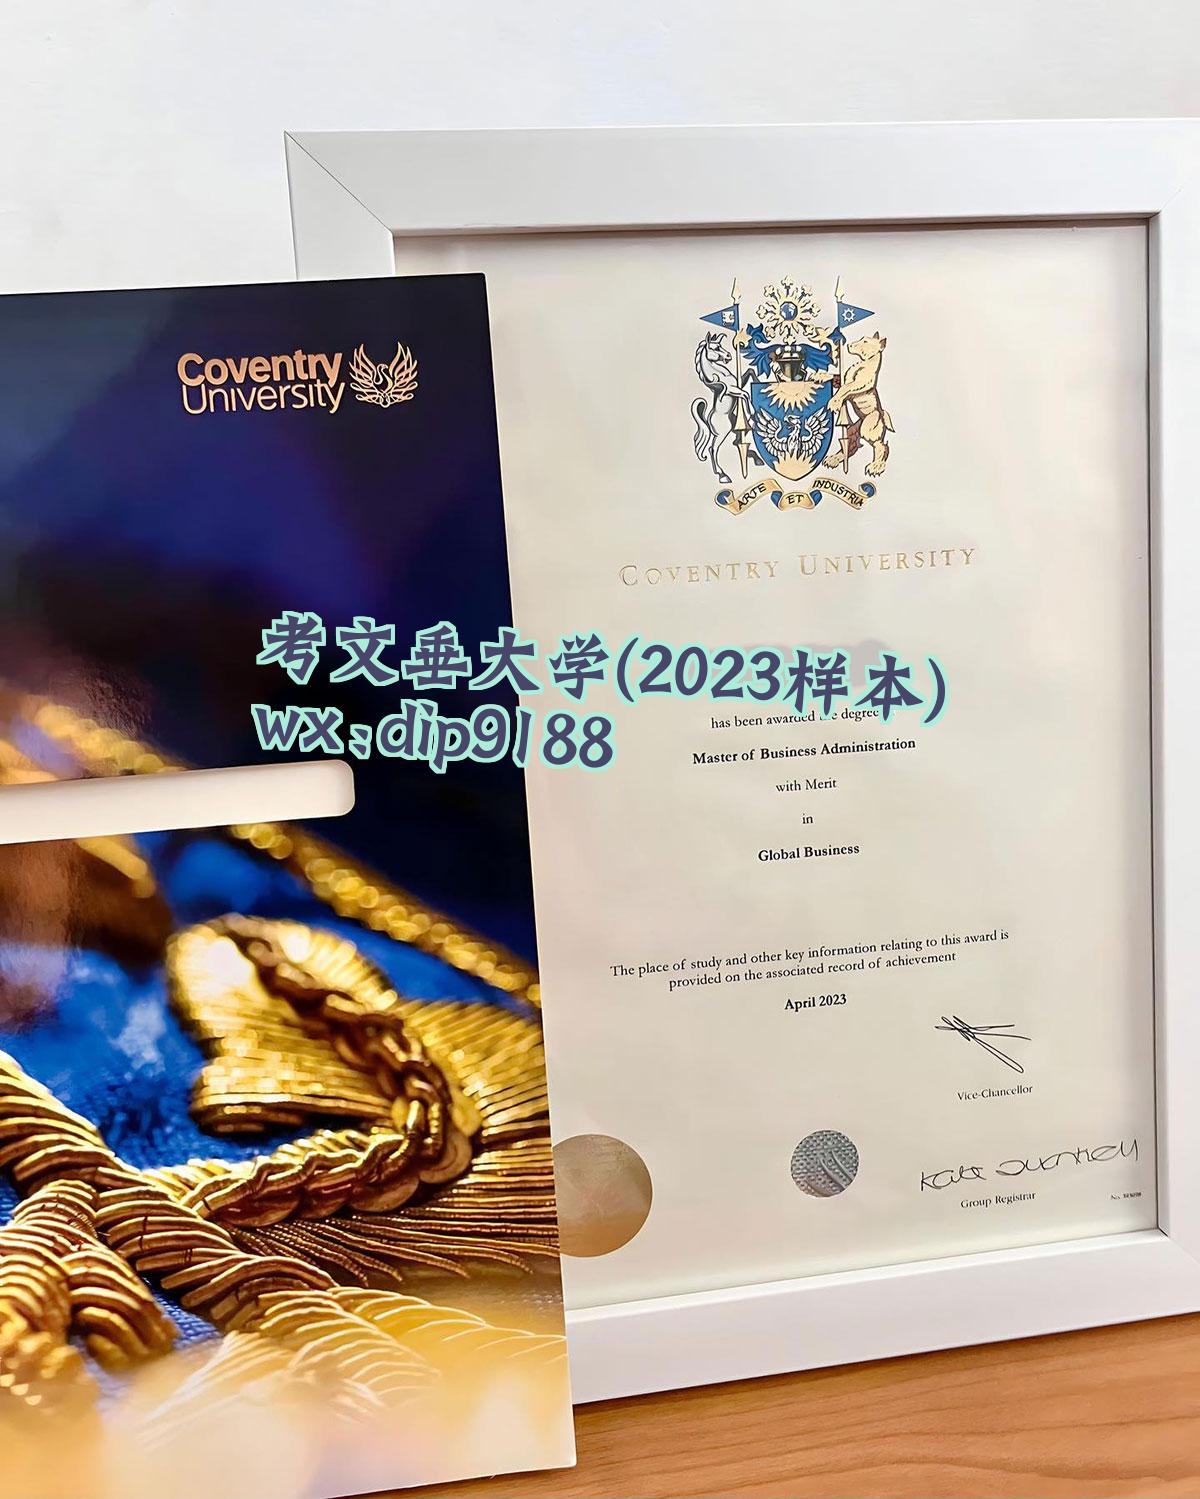 Coventry
University
ARTE ET INDUSTRIA
COVENTRY UNIVERSITY
考文垂大学(2023样本)
wx:dip9188
has been awarded the degree
Master of Business Administration
with Merit
in
Global Business
The place of study and other key information relating to this award is
provided on the associated record of achievement
April 2023
Vice-Chancellor
Group Registrar
No.